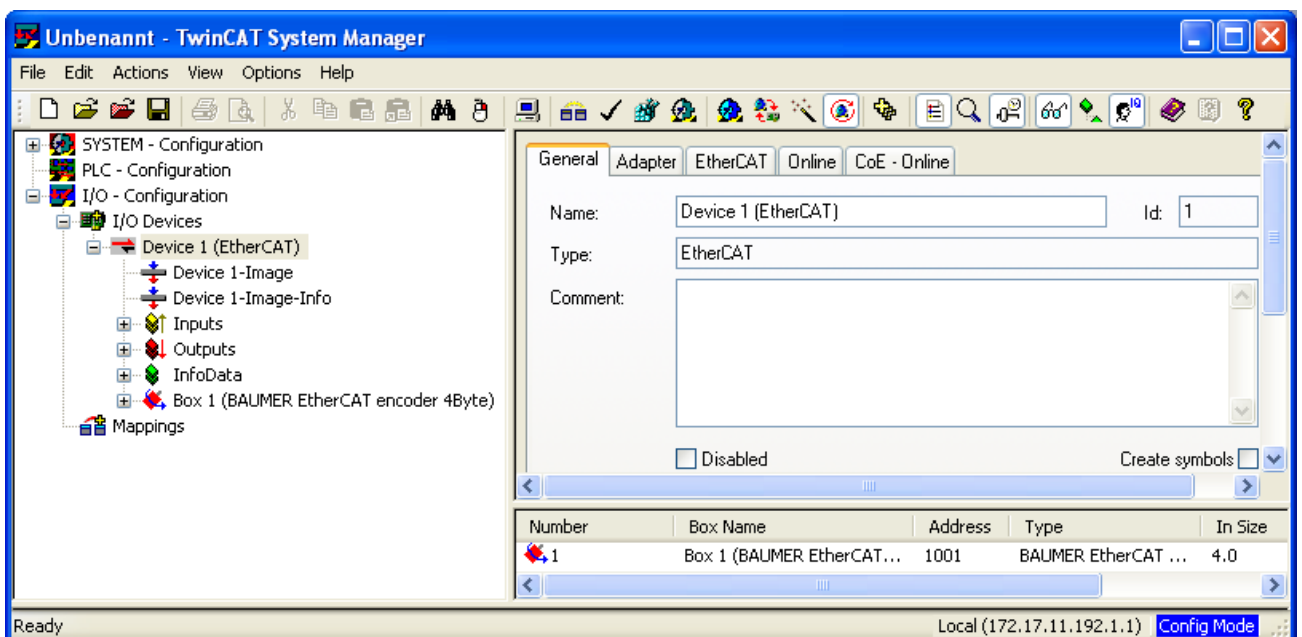 Unbenannt - TwinCAT System Manager
File Edit Actions View Options Help
SYSTEM - Configuration
PLC - Configuration
I/O - Configuration
I/O Devices
Device 1 (EtherCAT)
Device 1-Image
Device 1-Image-Info
Inputs
Outputs
InfoData
Box 1 (BAUMER EtherCAT encoder 4Byte)
Mappings
General Adapter EtherCAT Online CoE - Online
Name: Device 1 (EtherCAT) Id: 1
Type: EtherCAT
Comment:
Disabled Create symbols
Number Box Name Address Type In Size
1 Box 1 (BAUMER EtherCAT... 1001 BAUMER EtherCAT ... 4.0
Ready Local (172.17.11.192.1.1) Config Mode